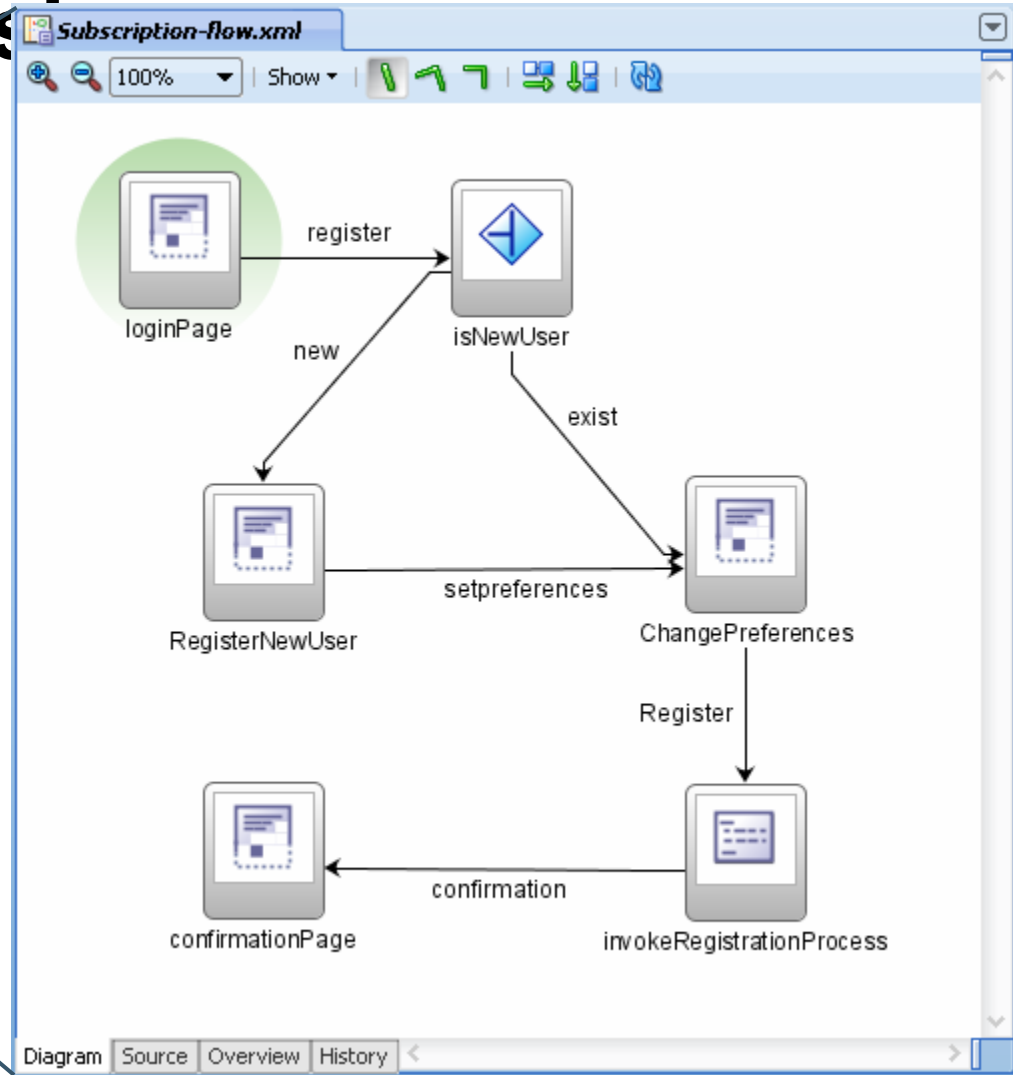 Subscription-flow.xml
100%
Show
register
loginPage
isNewUser
new
exist
setpreferences
RegisterNewUser
ChangePreferences
Register
confirmation
confirmationPage
invokeRegistrationProcess
Diagram Source Overview History